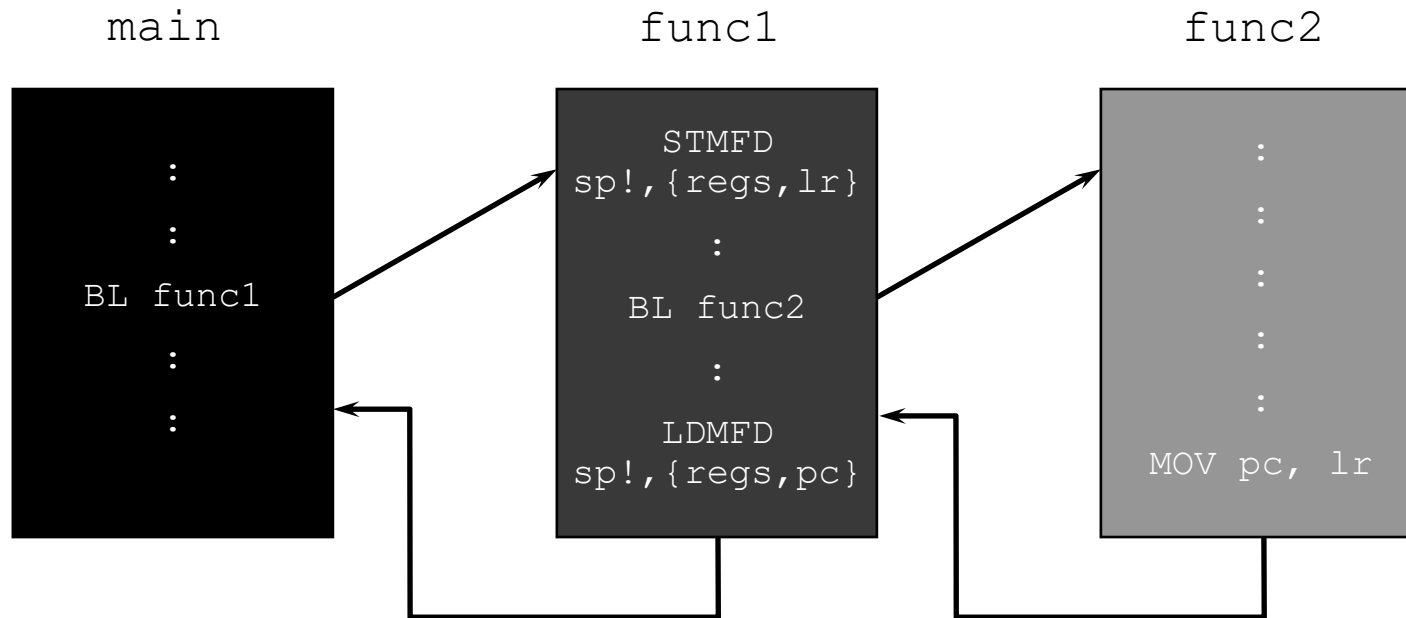 main
func1
func2
:
:
BL func1
:
:
STMFD
sp!,{regs,lr}
:
BL func2
:
LDMFD
sp!,{regs,pc}
:
:
:
:
:
MOV pc, lr